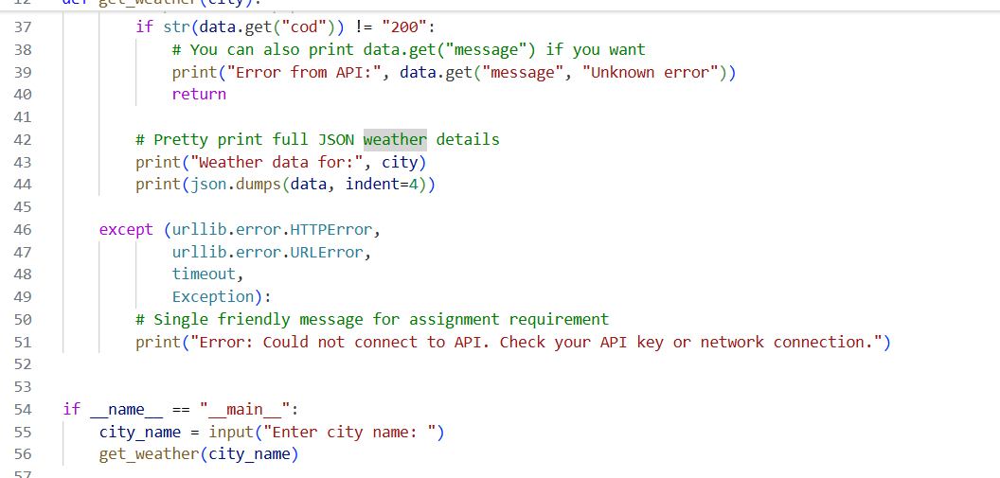 12 def get_weather(city):
37 if str(data.get("cod")) != "200":
38 # You can also print data.get("message") if you want
39 print("Error from API:", data.get("message", "Unknown error"))
40 return
41
42 # Pretty print full JSON weather details
43 print("Weather data for:", city)
44 print(json.dumps(data, indent=4))
45
46 except (urllib.error.HTTPError,
47 urllib.error.URLError,
48 timeout,
49 Exception):
50 # Single friendly message for assignment requirement
51 print("Error: Could not connect to API. Check your API key or network connection.")
52
53
54 if __name__ == "__main__":
55 city_name = input("Enter city name: ")
56 get_weather(city_name)
57